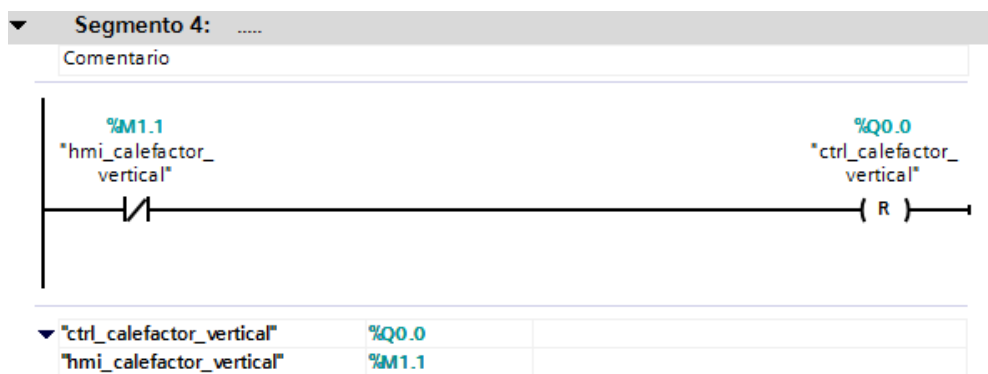 Segmento 4: .....
Comentario
%M1.1
"hmi_calefactor_
vertical"
%Q0.0
"ctrl_calefactor_
vertical"
R
"ctrl_calefactor_vertical" %Q0.0
"hmi_calefactor_vertical" %M1.1